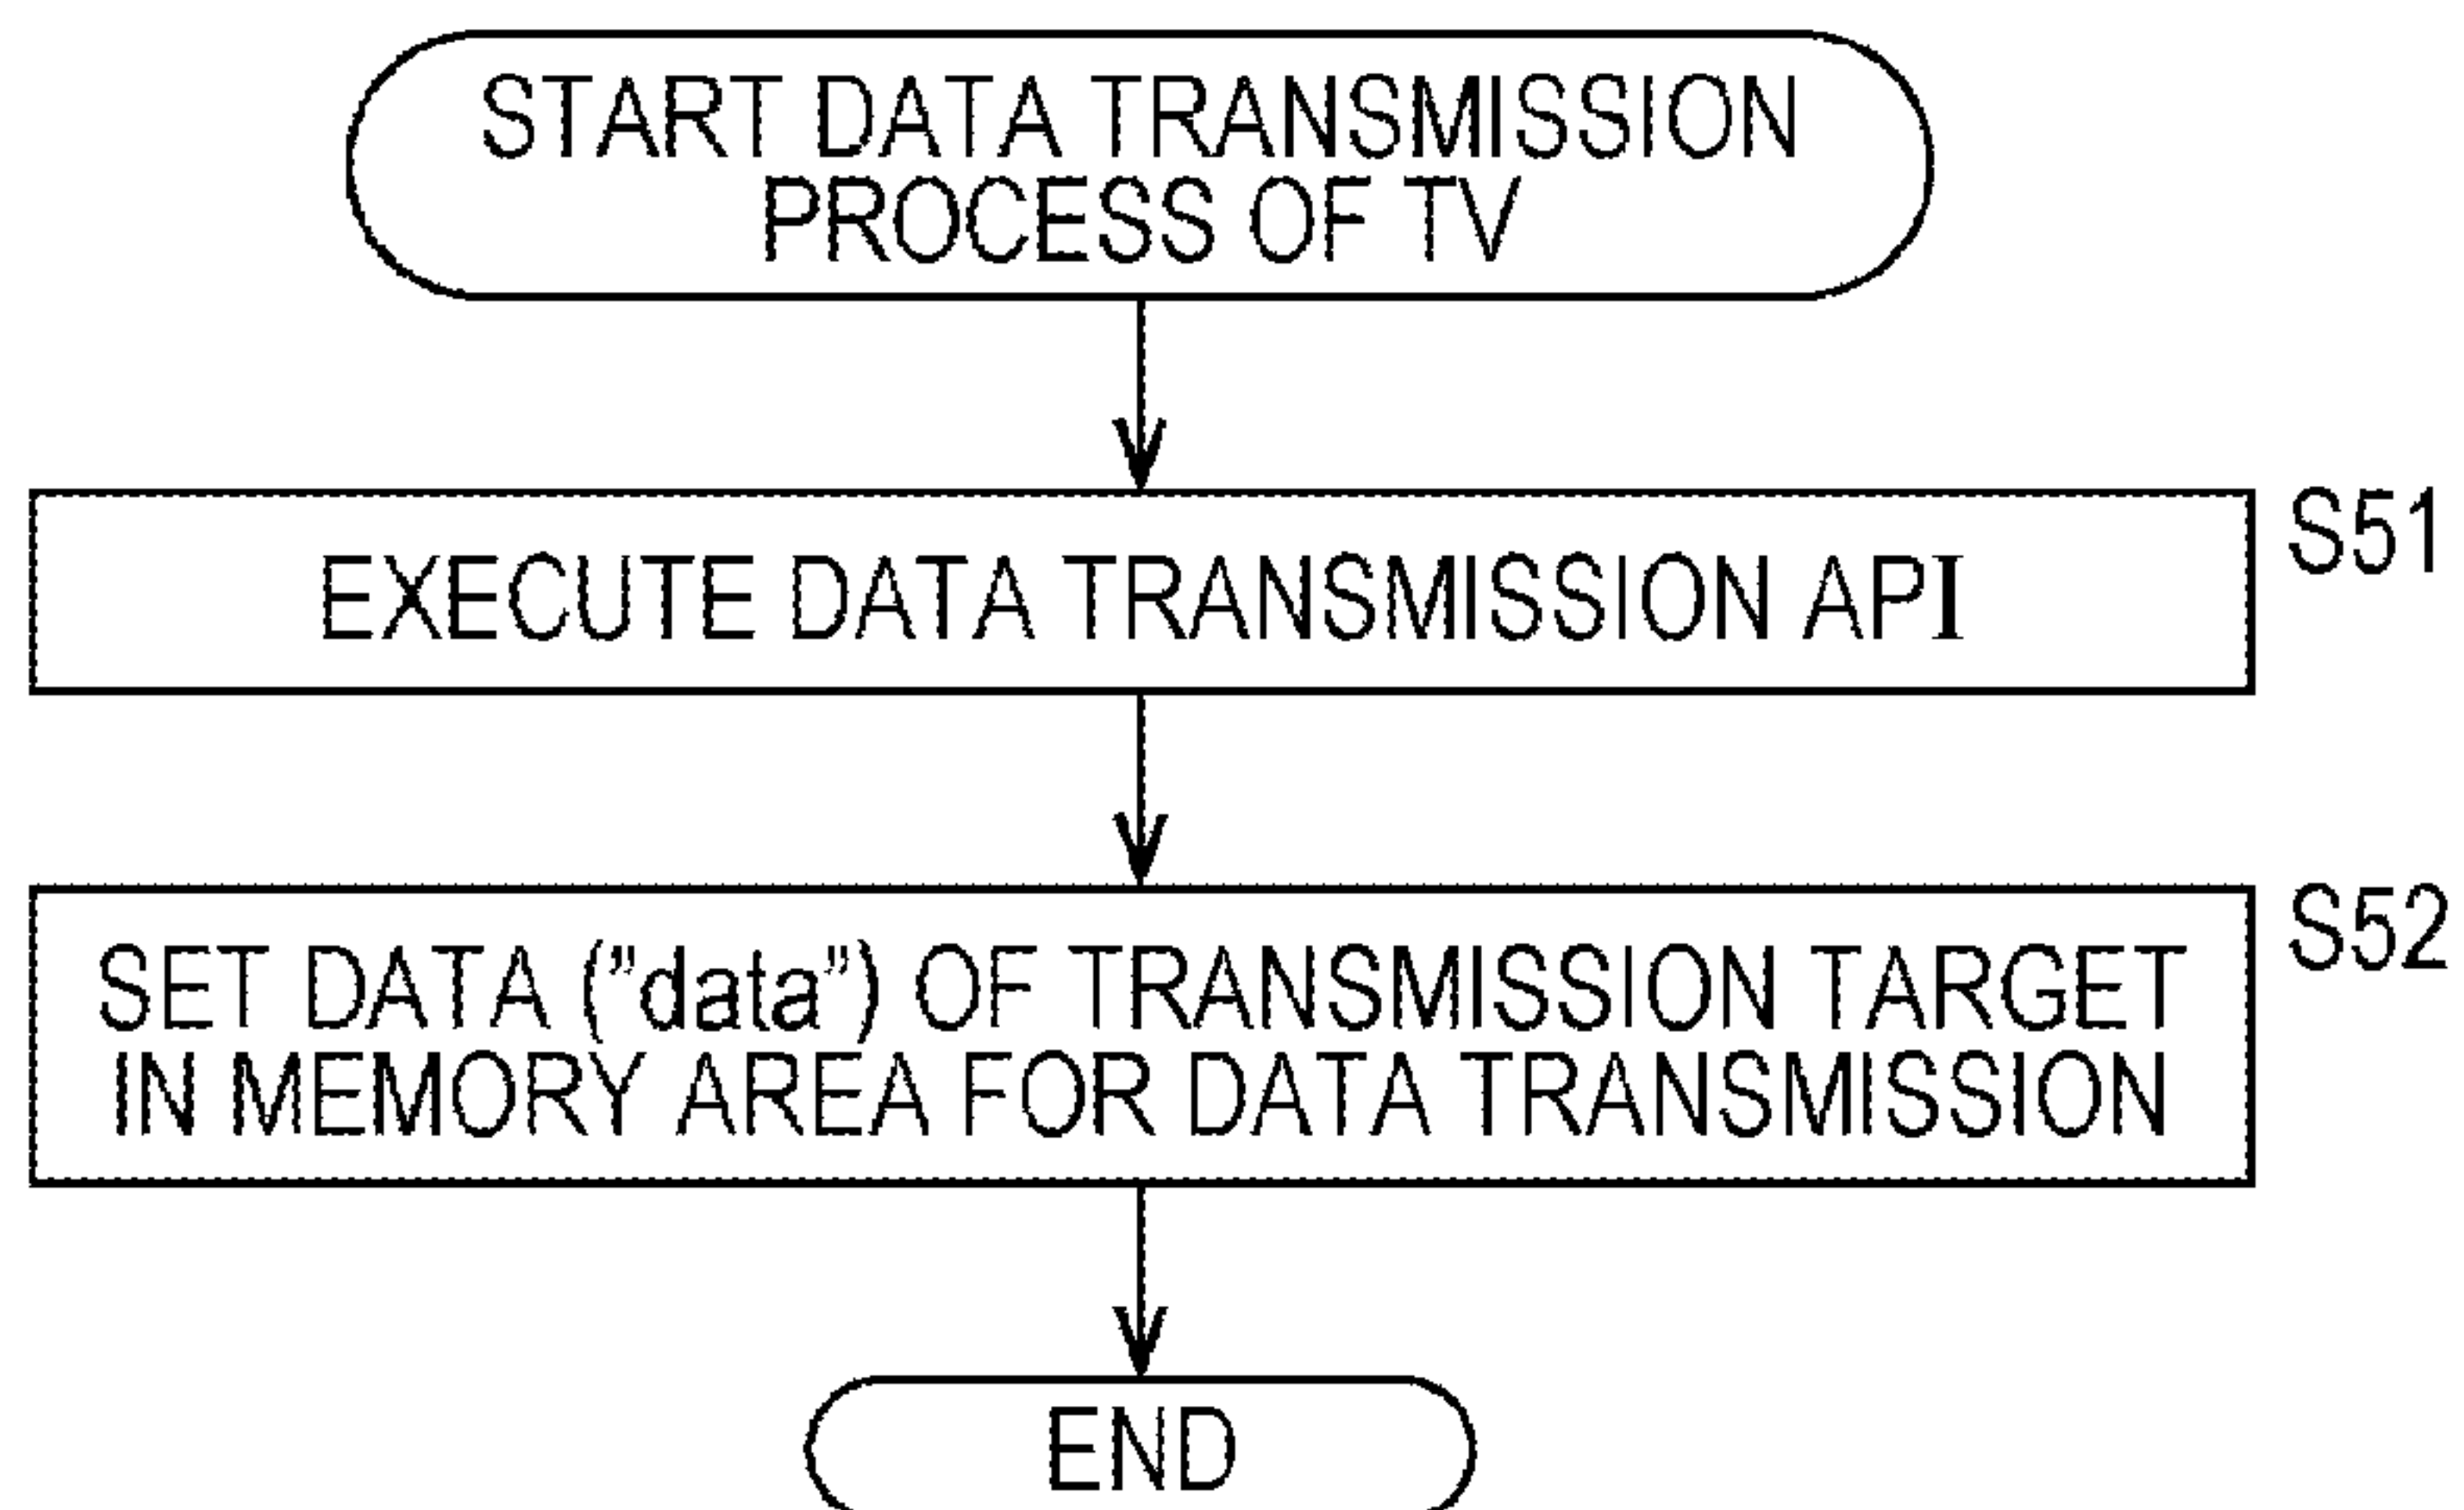 START DATA TRANSMISSION
PROCESS OF TV
S51
EXECUTE DATA TRANSMISSION API
S52
SET DATA ("data") OF TRANSMISSION TARGET
IN MEMORY AREA FOR DATA TRANSMISSION
END